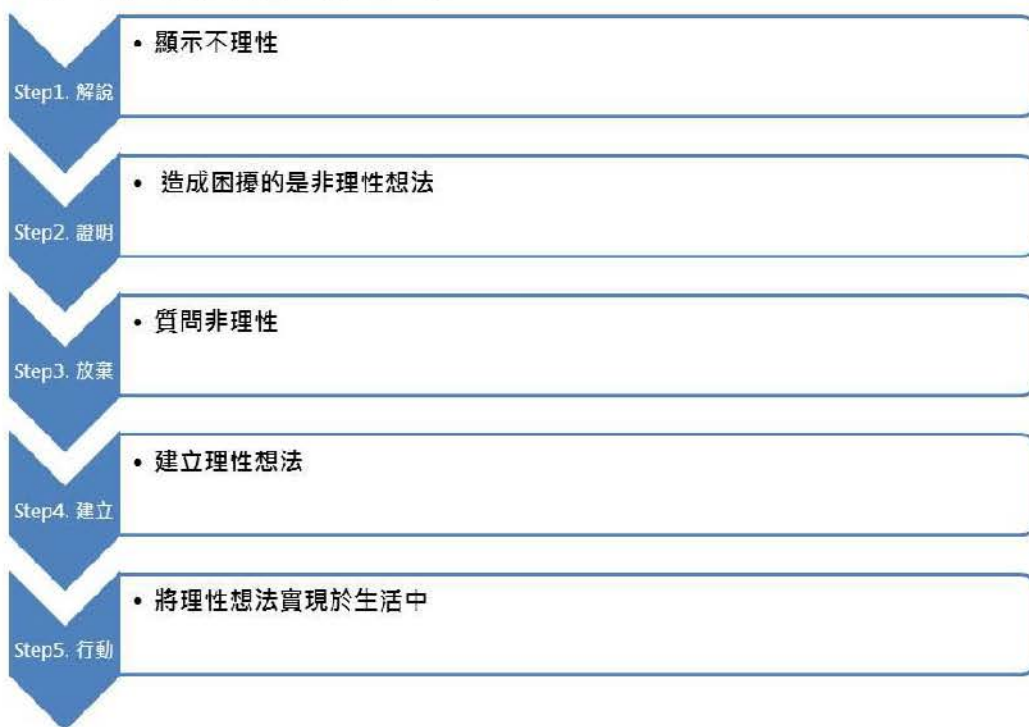 • 顯示不理性
Step1. 解說
• 造成困擾的是非理性想法
Step2. 證明
• 質問非理性
Step3. 放棄
• 建立理性想法
Step4. 建立
• 將理性想法實現於生活中
Step5. 行動